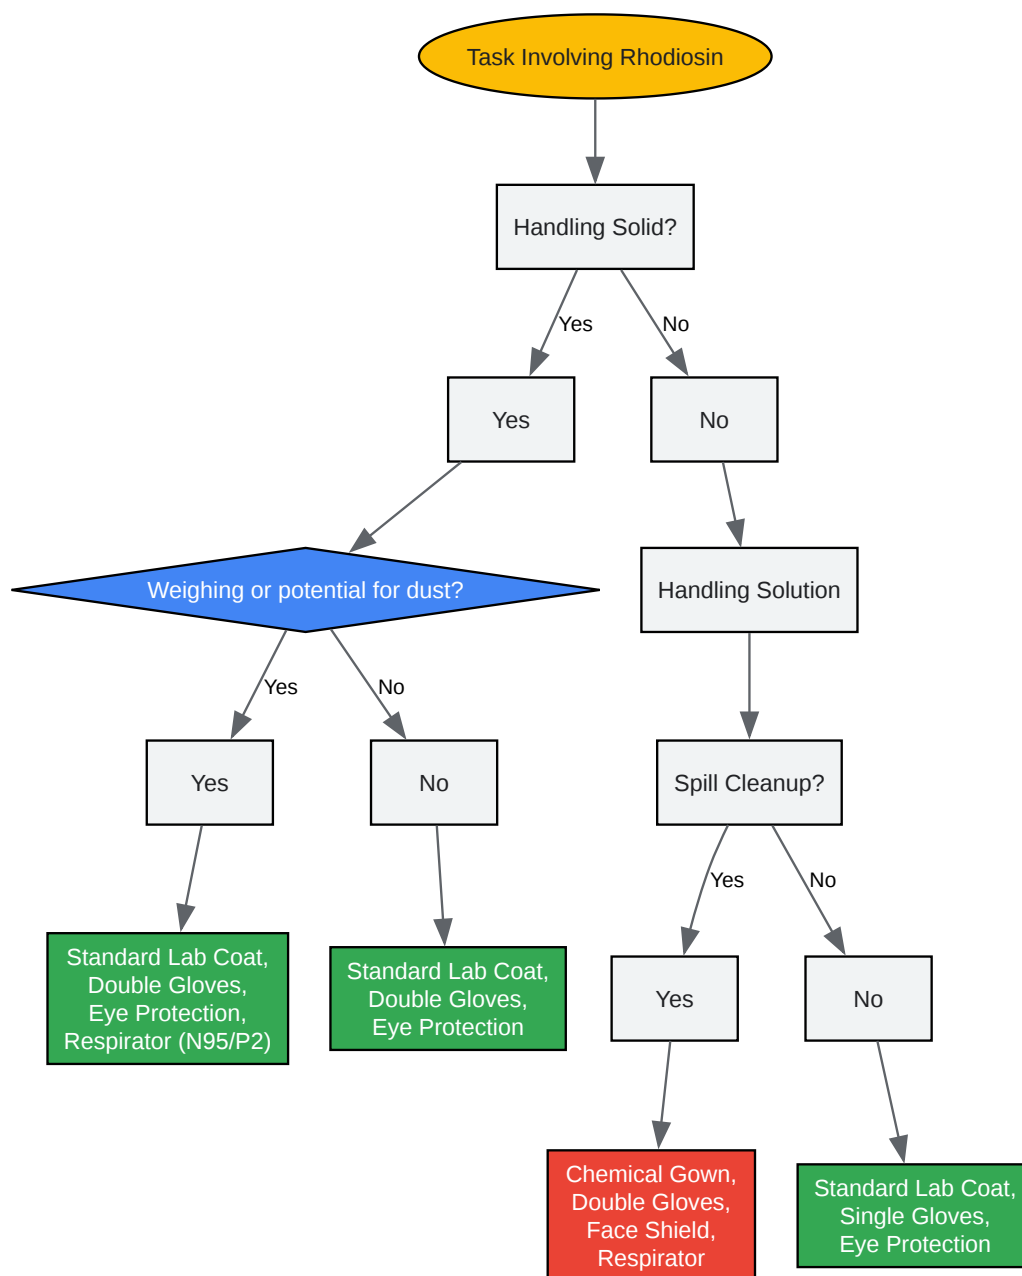 Task Involving Rhodiosin
Handling Solid?
Yes
No
Yes
No
Weighing or potential for dust?
Handling Solution
Yes
No
Yes
No
Spill Cleanup?
Yes
No
Standard Lab Coat,
Double Gloves,
Eye Protection,
Respirator (N95/P2)
Standard Lab Coat,
Double Gloves,
Eye Protection
Yes
No
Chemical Gown,
Double Gloves,
Face Shield,
Respirator
Standard Lab Coat,
Single Gloves,
Eye Protection